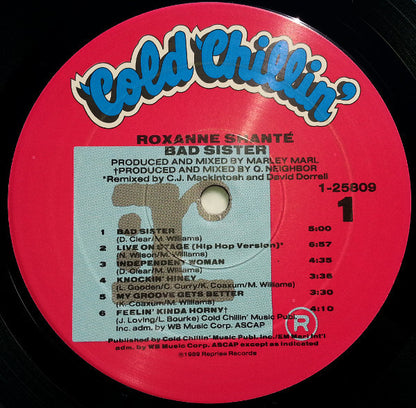 'Cold Chillin''
ROXANNE SHANTÉ
BAD SISTER
PRODUCED AND MIXED BY MARLEY MARL
†PRODUCED AND MIXED BY Q. NEIGHBOR
*Remixed by C.J. Mackintosh and David Dorrell
1-25809
1
1 BAD SISTER 5:00
(D. Clear/M. Williams)
2 LIVE ON STAGE (Hip Hop Version)* 6:57
(N. Wilson/M. Williams)
3 INDEPENDENT WOMAN 4:35
(D. Clear/M. Williams)
4 KNOCKIN' HINEY 3:35
(L. Gooden/C. Curry/K. Coaxum/M. Williams)
5 MY GROOVE GETS BETTER 3:30
(K. Coaxum/M. Williams)
6 FEELIN' KINDA HORNY† 4:10
(J. Loving/L. Bourke) Cold Chillin' Music Pub.
Inc. adm. by WB Music Corp. ASCAP
r
R
Published by Cold Chillin' Music Publ. Inc./
adm. by WB Music Corp. ASCAP except as indicated
℗1989 Reprise Records